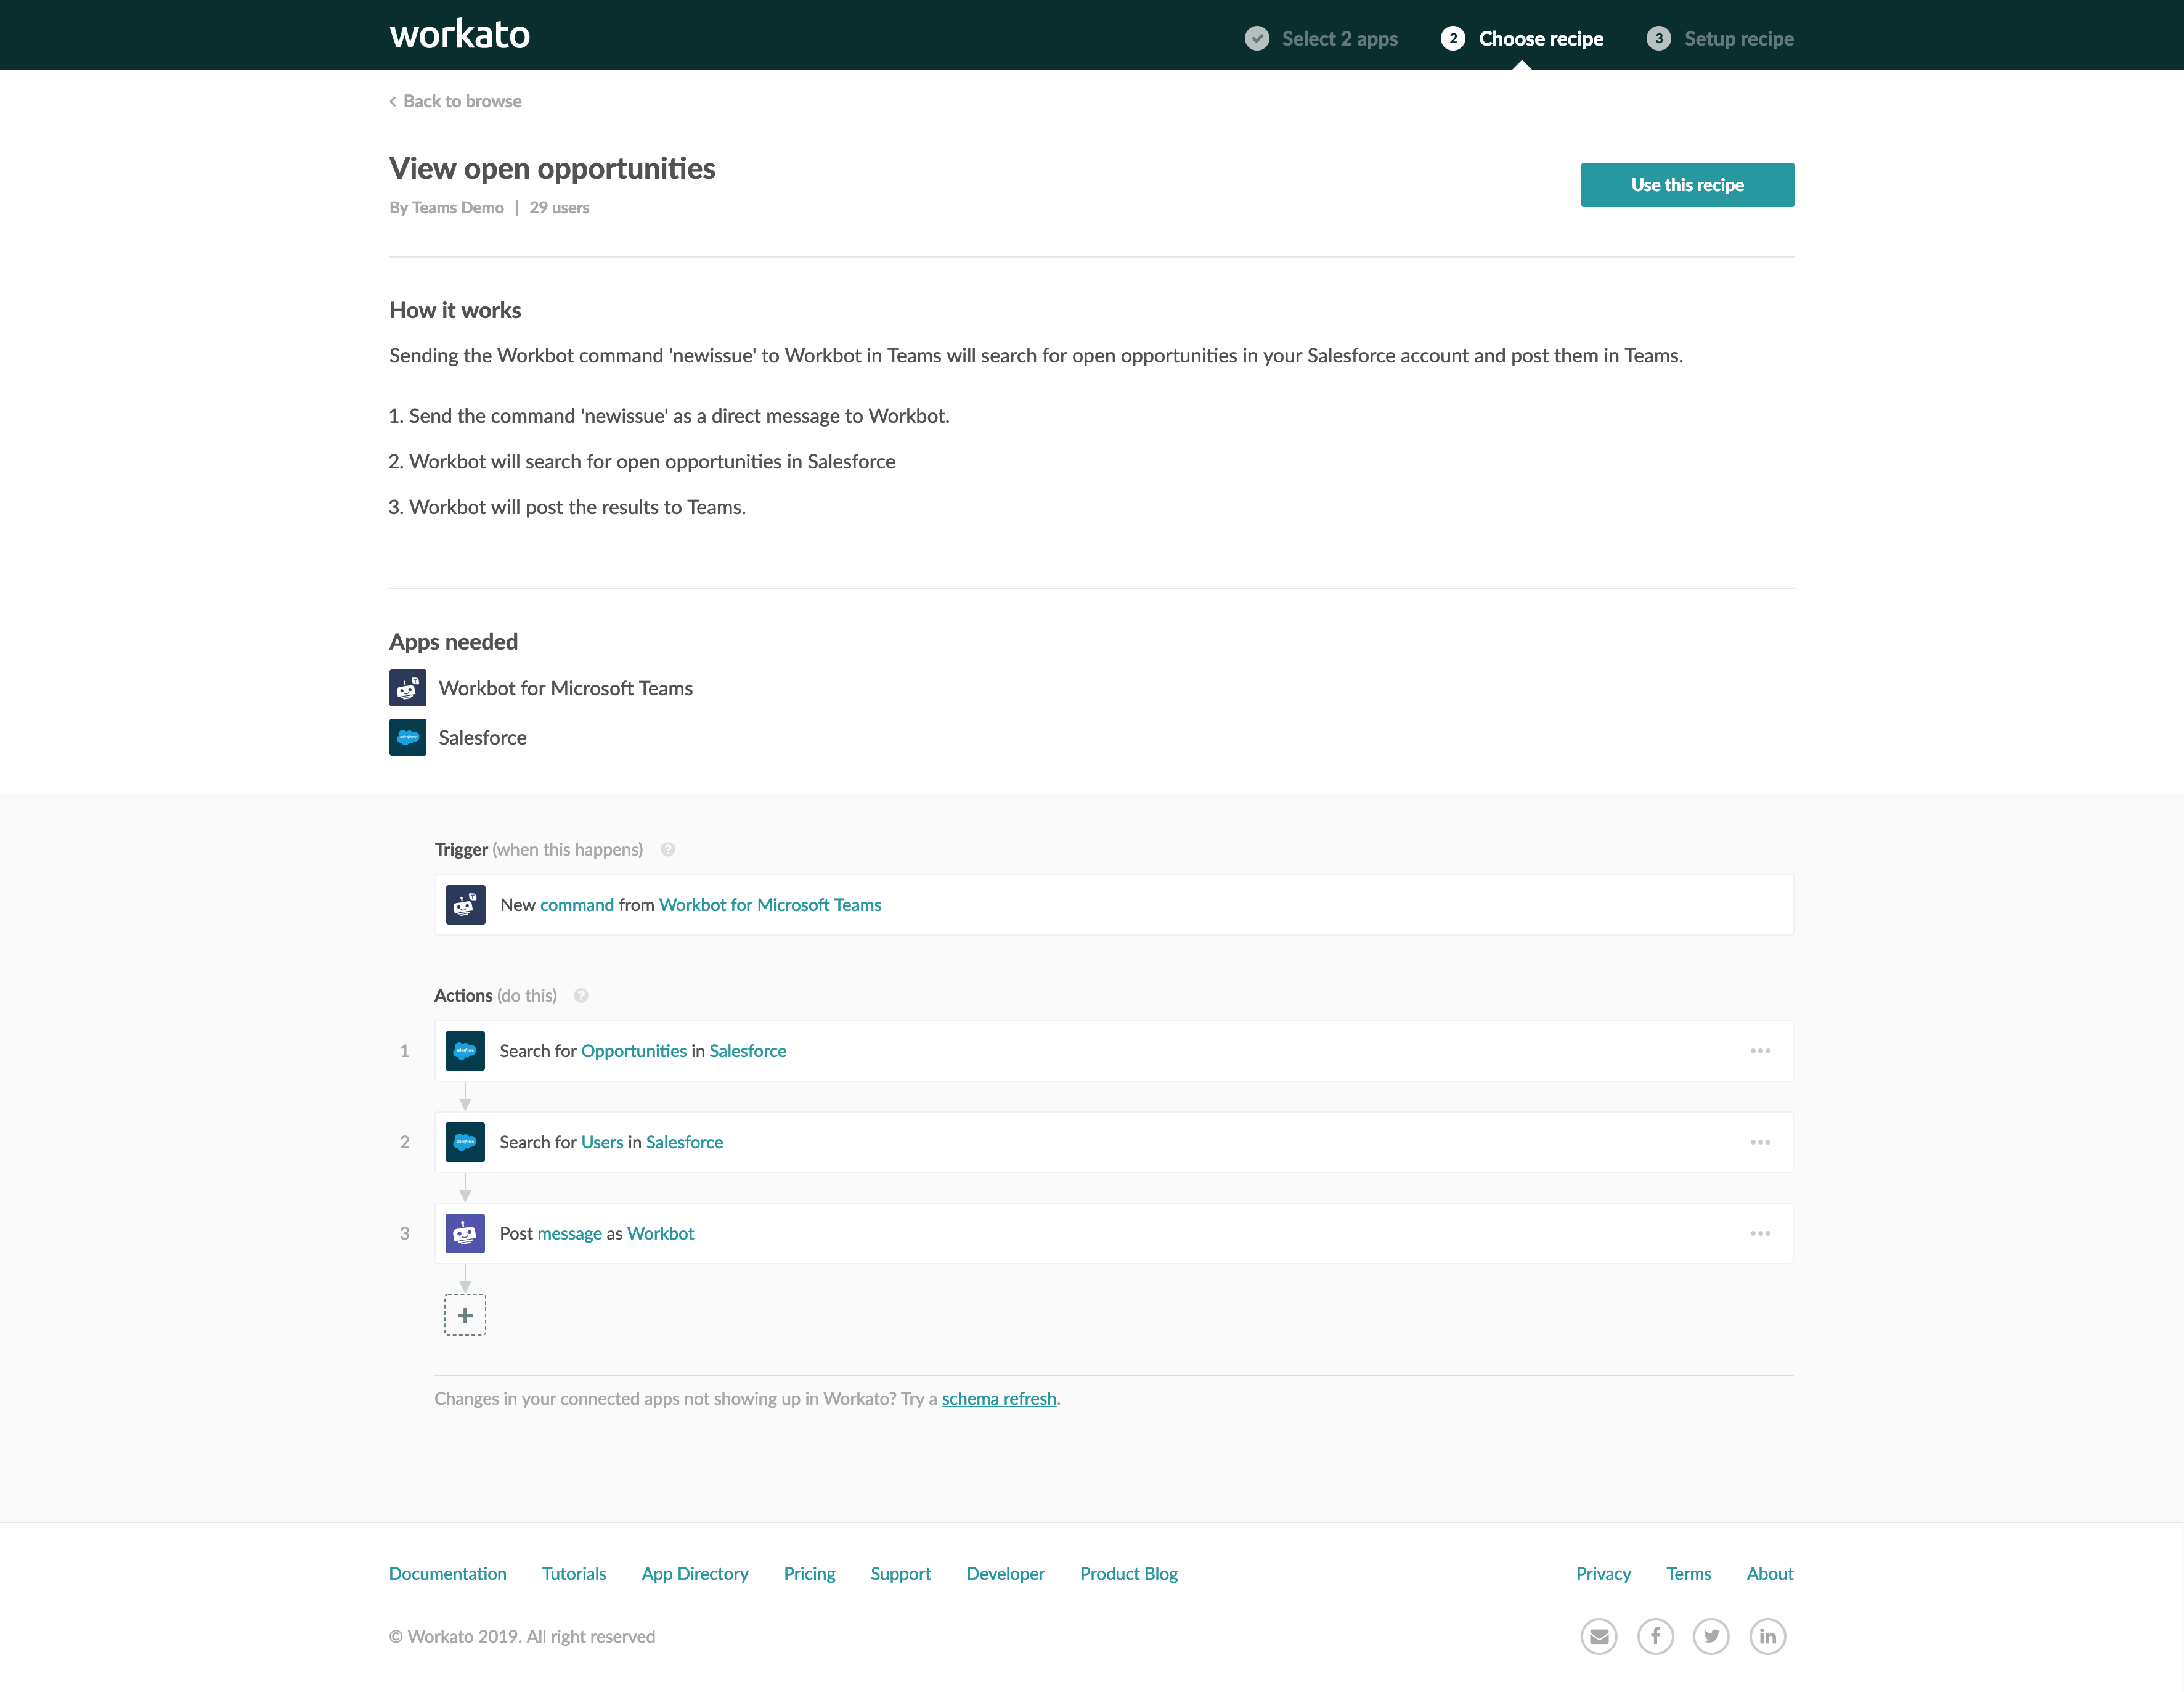 workato
Select 2 apps
2 Choose recipe
3 Setup recipe
Back to browse
View open opportunities
By Teams Demo | 29 users
Use this recipe
How it works
Sending the Workbot command 'newissue' to Workbot in Teams will search for open opportunities in your Salesforce account and post them in Teams.
1. Send the command 'newissue' as a direct message to Workbot.
2. Workbot will search for open opportunities in Salesforce
3. Workbot will post the results to Teams.
Apps needed
Workbot for Microsoft Teams
Salesforce
Trigger (when this happens) ?
New command from Workbot for Microsoft Teams
Actions (do this) ?
1 Search for Opportunities in Salesforce
2 Search for Users in Salesforce
3 Post message as Workbot
+
Changes in your connected apps not showing up in Workato? Try a schema refresh.
Documentation Tutorials App Directory Pricing Support Developer Product Blog Privacy Terms About
© Workato 2019. All right reserved